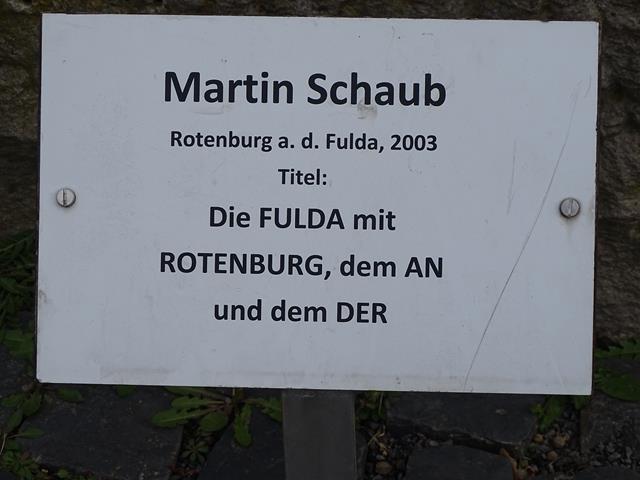 Martin Schaub
Rotenburg a. d. Fulda, 2003
Titel:
Die FULDA mit
ROTENBURG, dem AN
und dem DER